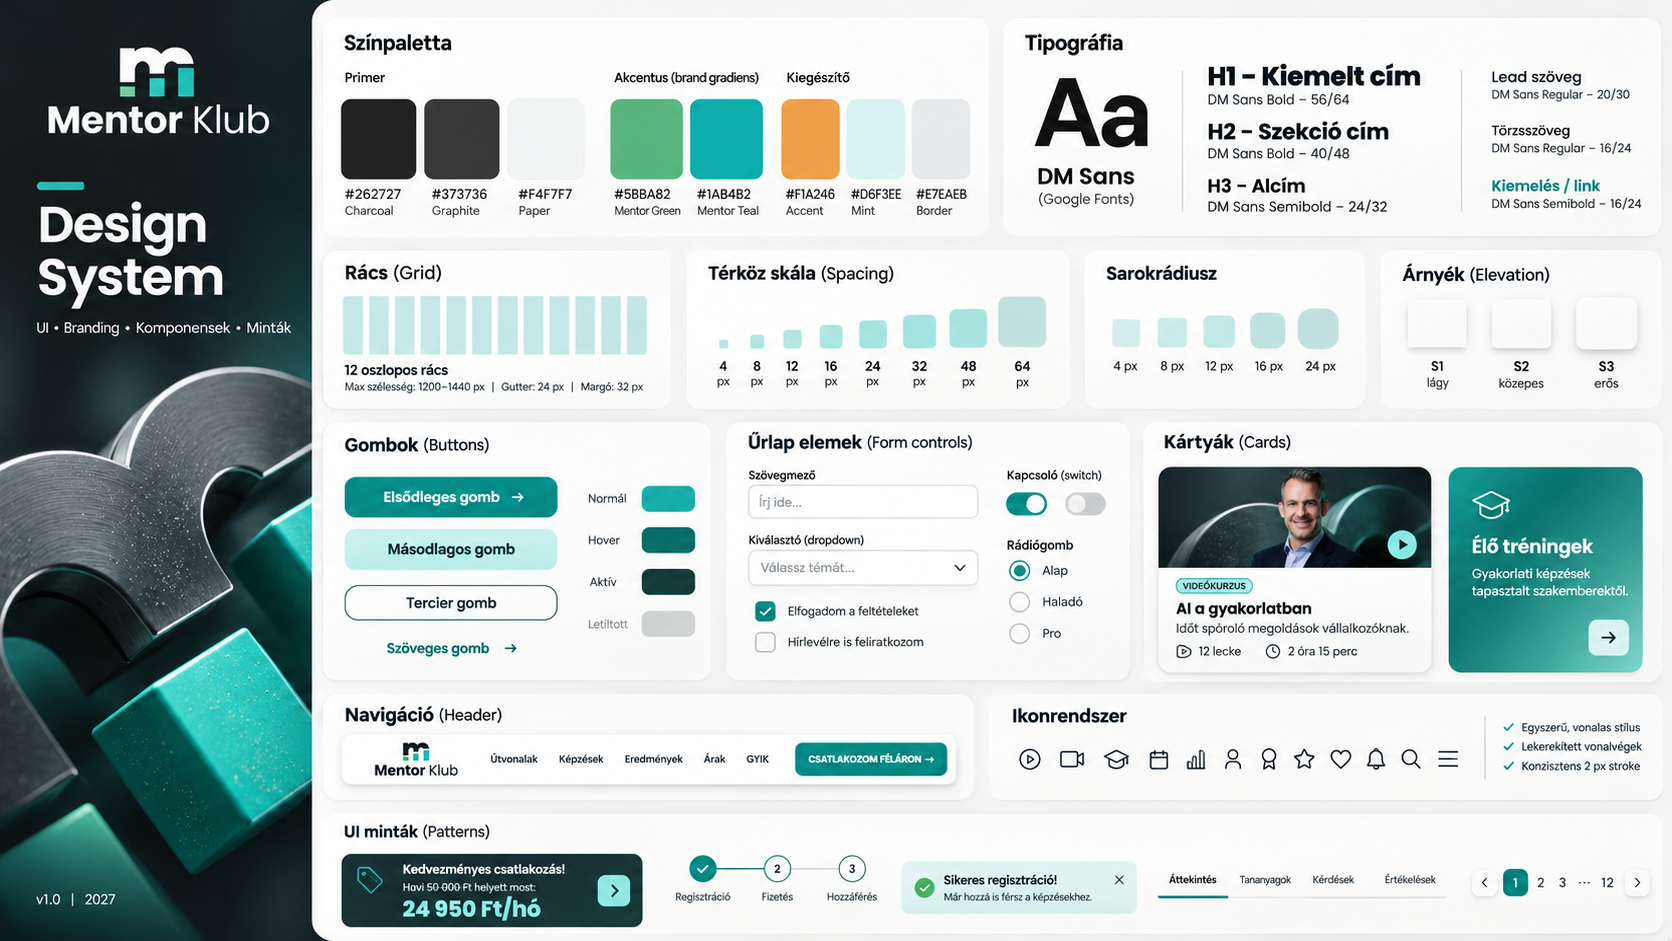 Mentor Klub
Design
System
UI • Branding • Komponensek • Minták
v1.0 | 2027
Színpaletta
Primer
#262727
Charcoal
#373736
Graphite
#F4F7F7
Paper
Akcentus (brand gradiens)
#5BBA82
Mentor Green
#1AB4B2
Mentor Teal
Kiegészítő
#F1A246
Accent
#D6F3EE
Mint
#E7EAEB
Border
Tipográfia
Aa
DM Sans
(Google Fonts)
H1 – Kiemelt cím
DM Sans Bold – 56/64
H2 – Szekció cím
DM Sans Bold – 40/48
H3 – Alcím
DM Sans Semibold – 24/32
Lead szöveg
DM Sans Regular – 20/30
Törzsszöveg
DM Sans Regular – 16/24
Kiemelés / link
DM Sans Semibold – 16/24
Rács (Grid)
12 oszlopos rács
Max szélesség: 1200–1440 px | Gutter: 24 px | Margó: 32 px
Térköz skála (Spacing)
4 px
8 px
12 px
16 px
24 px
32 px
48 px
64 px
Sarokrádiusz
4 px
8 px
12 px
16 px
24 px
Árnyék (Elevation)
S1
lágy
S2
közepes
S3
erős
Gombok (Buttons)
Elsődleges gomb →
Másodlagos gomb
Tercier gomb
Szöveges gomb →
Normál
Hover
Aktív
Letiltott
Űrlap elemek (Form controls)
Szövegmező
Írj ide...
Kiválasztó (dropdown)
Válassz témát...
Elfogadom a feltételeket
Hírlevélre is feliratkozom
Kapcsoló (switch)
Rádiógomb
Alap
Haladó
Pro
Kártyák (Cards)
VIDEÓKURZUS
AI a gyakorlatban
Időt spóroló megoldások vállalkozóknak.
12 lecke
2 óra 15 perc
Élő tréningek
Gyakorlati képzések
tapasztalt szakemberektől.
→
Navigáció (Header)
Mentor Klub
Útvonalak
Képzések
Eredmények
Árak
GYIK
CSATLAKOZOM FÉLÁRON →
Ikonrendszer
Egyszerű, vonalas stílus
Lekerekített vonalvégek
Konzisztens 2 px stroke
UI minták (Patterns)
Kedvezményes csatlakozás!
Havi 50 000 Ft helyett most:
24 950 Ft/hó
2
3
Regisztráció
Fizetés
Hozzáférés
Sikeres regisztráció!
Már hozzá is férsz a képzésekhez.
Áttekintés
Tananyagok
Kérdések
Értékelések
1 2 3 ... 12